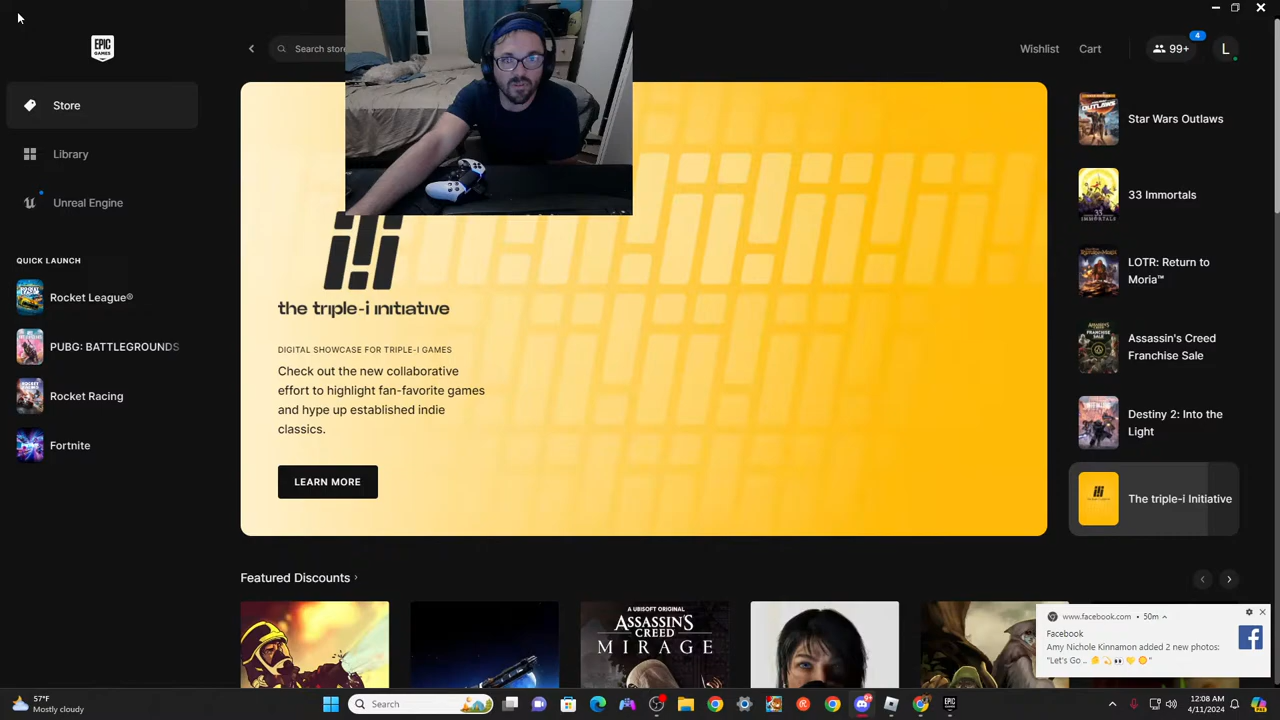 EPIC
GAMES
Search store
Wishlist
Cart
4
99+
L
Store
Library
Unreal Engine
QUICK LAUNCH
Rocket League®
PUBG: BATTLEGROUNDS
Rocket Racing
Fortnite
the triple-i initiative
DIGITAL SHOWCASE FOR TRIPLE-I GAMES
Check out the new collaborative
effort to highlight fan-favorite games
and hype up established indie
classics.
LEARN MORE
Star Wars Outlaws
33 Immortals
LOTR: Return to
Moria™
Assassin's Creed
Franchise Sale
Destiny 2: Into the
Light
The triple-i Initiative
Featured Discounts
A UBISOFT ORIGINAL
ASSASSIN'S
CREED
MIRAGE
www.facebook.com • 50m
Facebook
Amy Nichole Kinnamon added 2 new photos:
"Let's Go ..
57°F
Mostly cloudy
Search
12:08 AM
4/11/2024